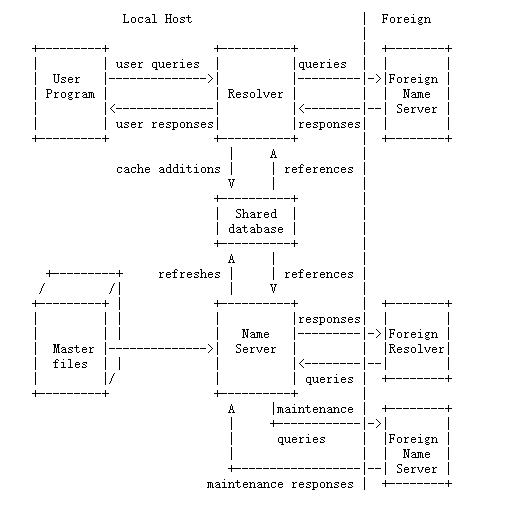 Local Host | Foreign
user queries queries
User Resolver Foreign
Program Name
Server
user responses responses
A
cache additions references
V
Shared
database
A
refreshes references
V
responses
Name Foreign
Master Server Resolver
files
queries
A maintenance
queries Foreign
Name
Server
maintenance responses